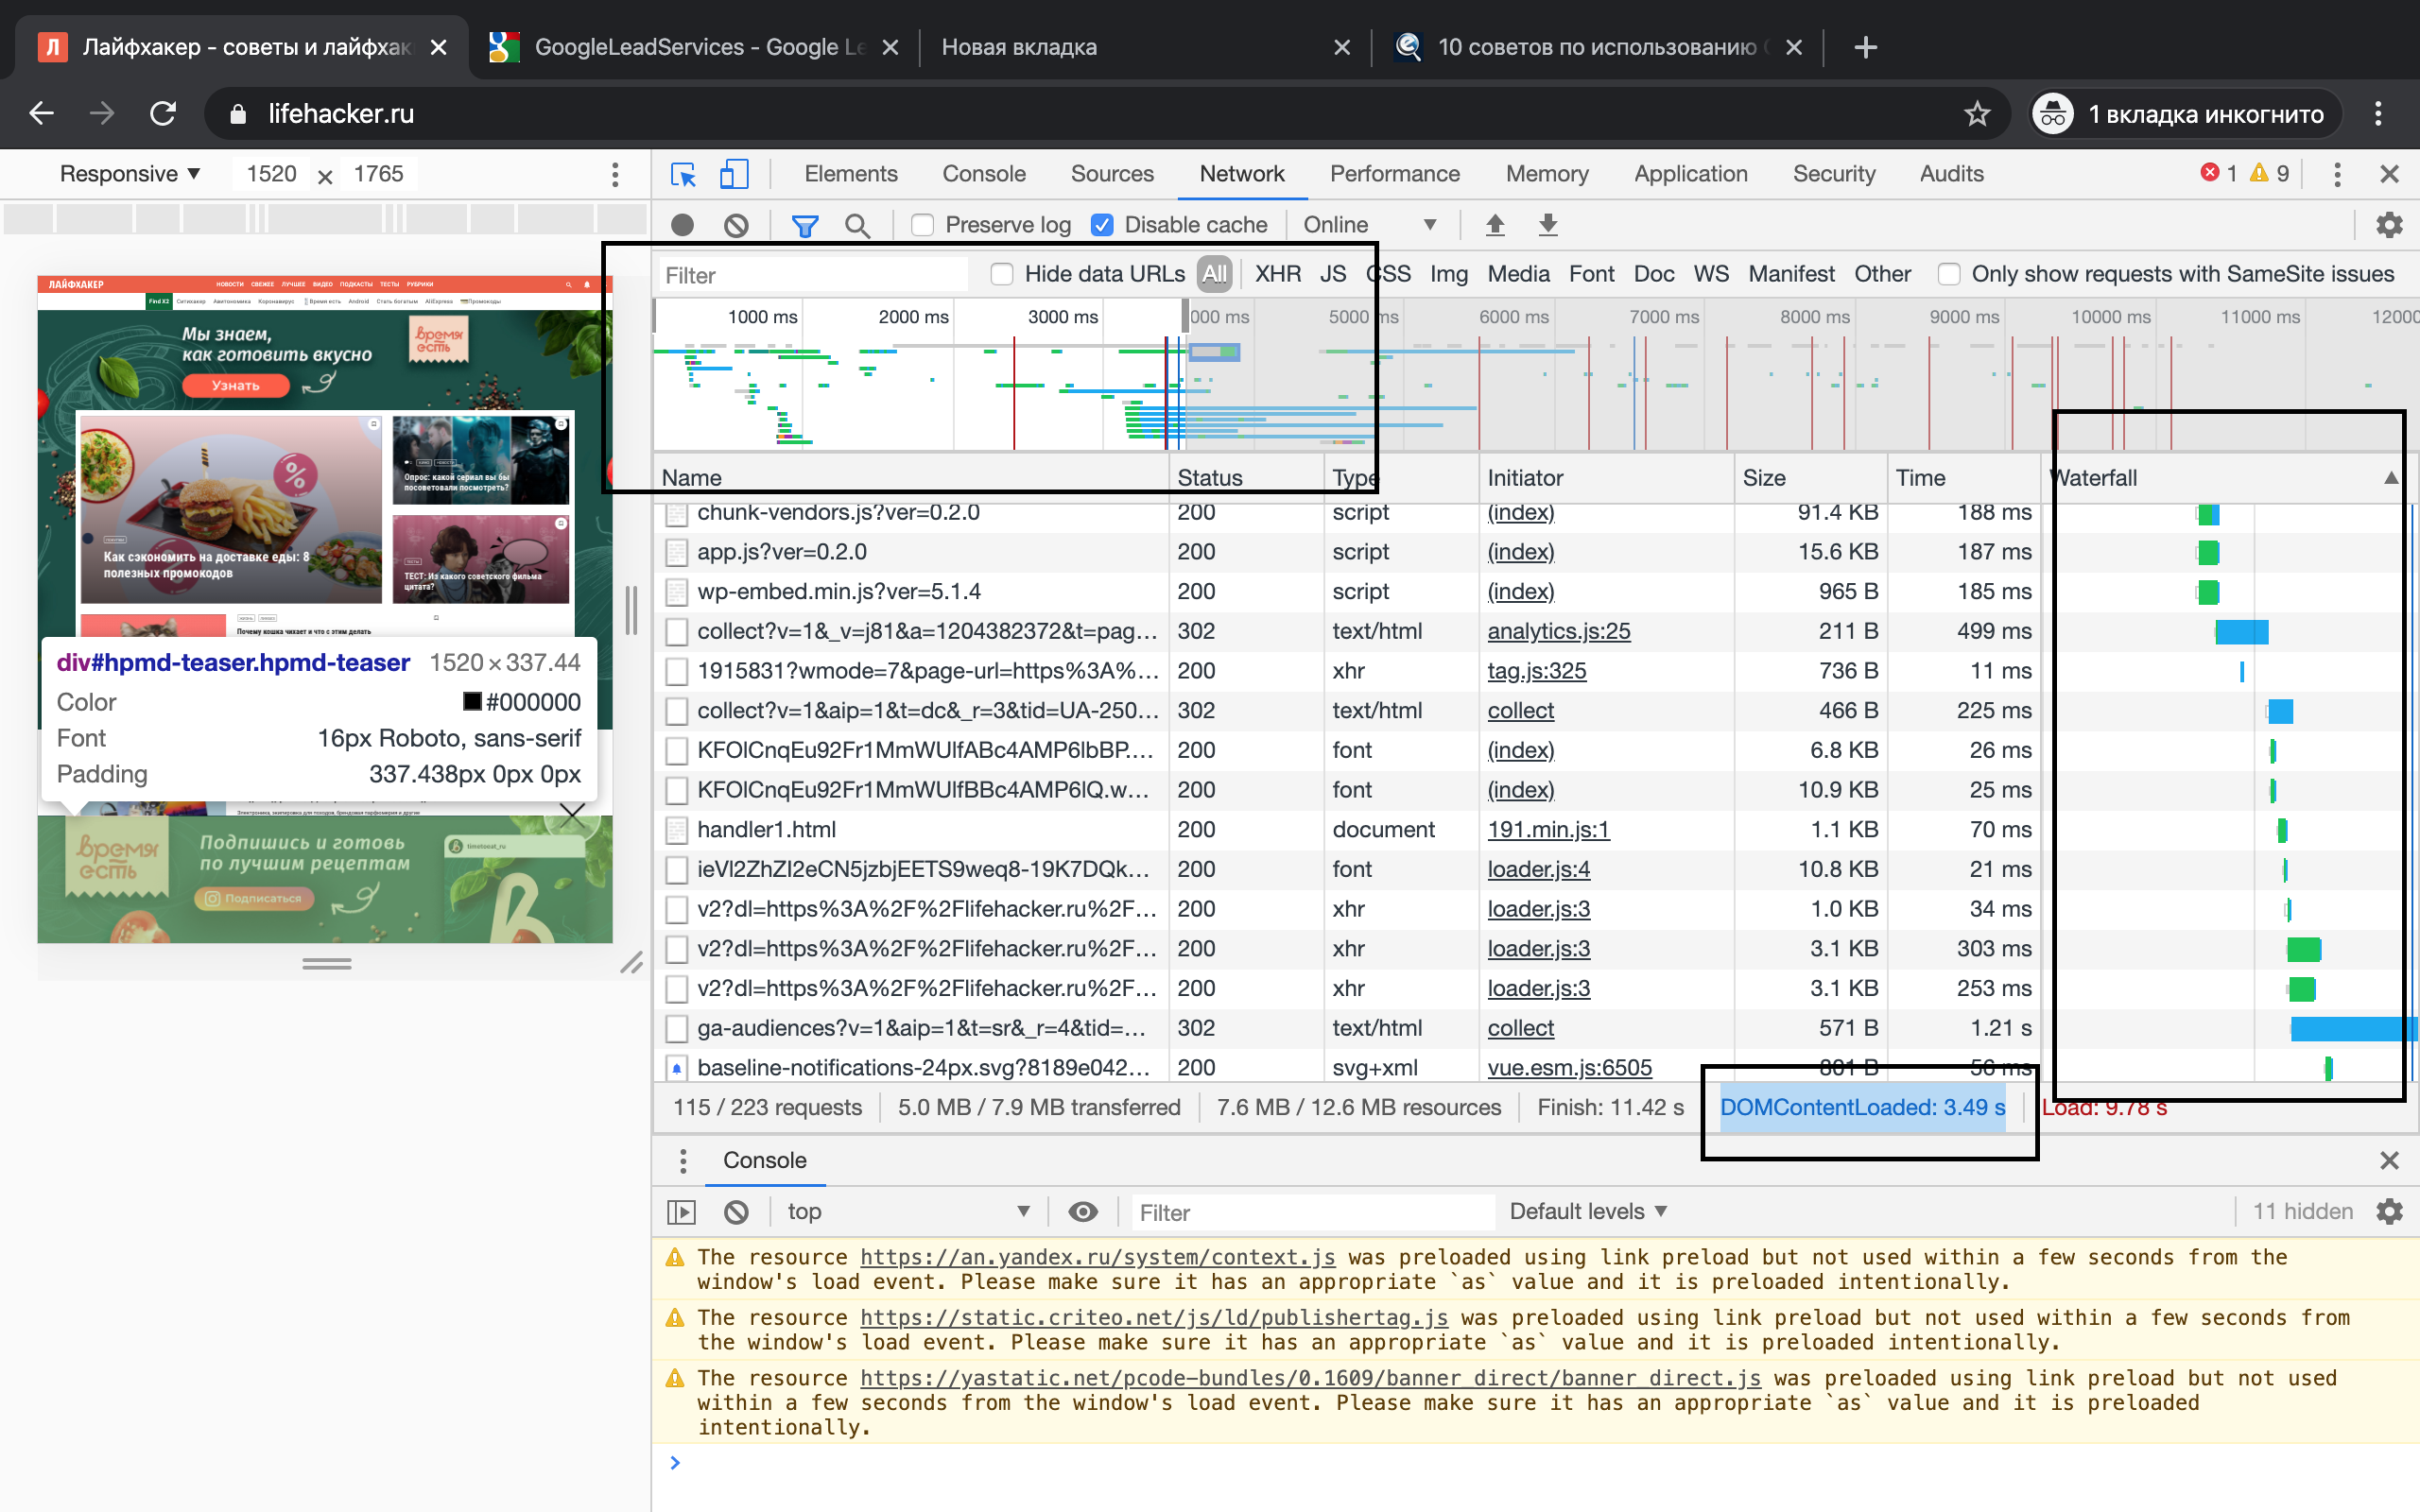 Лайфхакер - советы и лайфхак
GoogleLeadServices - Google Le
Новая вкладка
10 советов по использованию
lifehacker.ru
1 вкладка инкогнито
Responsive ▼ 1520 × 1765
Elements Console Sources Network Performance Memory Application Security Audits 1 9
Preserve log Disable cache Online
Filter Hide data URLs All XHR JS CSS Img Media Font Doc WS Manifest Other Only show requests with SameSite issues
1000 ms 2000 ms 3000 ms 000 ms 5000 ms 6000 ms 7000 ms 8000 ms 9000 ms 10000 ms 11000 ms 12000
Name Status Type Initiator Size Time Waterfall
chunk-vendors.js?ver=0.2.0 200 script (index) 91.4 KB 188 ms
app.js?ver=0.2.0 200 script (index) 15.6 KB 187 ms
wp-embed.min.js?ver=5.1.4 200 script (index) 965 B 185 ms
collect?v=1&_v=j81&a=1204382372&t=pag... 302 text/html analytics.js:25 211 B 499 ms
1915831?wmode=7&page-url=https%3A%... 200 xhr tag.js:325 736 B 11 ms
collect?v=1&aip=1&t=dc&_r=3&tid=UA-250... 302 text/html collect 466 B 225 ms
KFOlCnqEu92Fr1MmWUlfABc4AMP6lbBP.... 200 font (index) 6.8 KB 26 ms
KFOlCnqEu92Fr1MmWUlfBBc4AMP6lQ.w... 200 font (index) 10.9 KB 25 ms
handler1.html 200 document 191.min.js:1 1.1 KB 70 ms
ieVl2ZhZI2eCN5jzbjEETS9weq8-19K7DQk... 200 font loader.js:4 10.8 KB 21 ms
v2?dl=https%3A%2F%2Flifehacker.ru%2F... 200 xhr loader.js:3 1.0 KB 34 ms
v2?dl=https%3A%2F%2Flifehacker.ru%2F... 200 xhr loader.js:3 3.1 KB 303 ms
v2?dl=https%3A%2F%2Flifehacker.ru%2F... 200 xhr loader.js:3 3.1 KB 253 ms
ga-audiences?v=1&aip=1&t=sr&_r=4&tid=... 302 text/html collect 571 B 1.21 s
baseline-notifications-24px.svg?8189e042... 200 svg+xml vue.esm.js:6505 801 B 56 ms
115 / 223 requests 5.0 MB / 7.9 MB transferred 7.6 MB / 12.6 MB resources Finish: 11.42 s DOMContentLoaded: 3.49 s Load: 9.78 s
ЛАЙФХАКЕР НОВОСТИ СВЕЖЕЕ ЛУЧШЕЕ ВИДЕО ПОДКАСТЫ ТЕСТЫ РУБРИКИ
Find X2 Ситихакер Автитономика Коронавирус Время есть Android Стать богатым AliExpress Промокоды
Мы знаем,
как готовить вкусно
Узнать
время
есть
%
Как сэкономить на доставке еды: 8
полезных промокодов
Опрос: какой сериал вы бы
посоветовали посмотреть?
ТЕСТ: Из какого советского фильма
цитата?
Почему кошка чихает и что с этим делать
div#hpmd-teaser.hpmd-teaser 1520 × 337.44
Color #000000
Font 16px Roboto, sans-serif
Padding 337.438px 0px 0px
время
есть
Подпишись и готовь
по лучшим рецептам
Подписаться
timetoeat_ru
Console
top Filter Default levels ▼ 11 hidden
The resource https://an.yandex.ru/system/context.js was preloaded using link preload but not used within a few seconds from the
window's load event. Please make sure it has an appropriate `as` value and it is preloaded intentionally.
The resource https://static.criteo.net/js/ld/publishertag.js was preloaded using link preload but not used within a few seconds from
the window's load event. Please make sure it has an appropriate `as` value and it is preloaded intentionally.
The resource https://yastatic.net/pcode-bundles/0.1609/banner_direct/banner_direct.js was preloaded using link preload but not used
within a few seconds from the window's load event. Please make sure it has an appropriate `as` value and it is preloaded
intentionally.